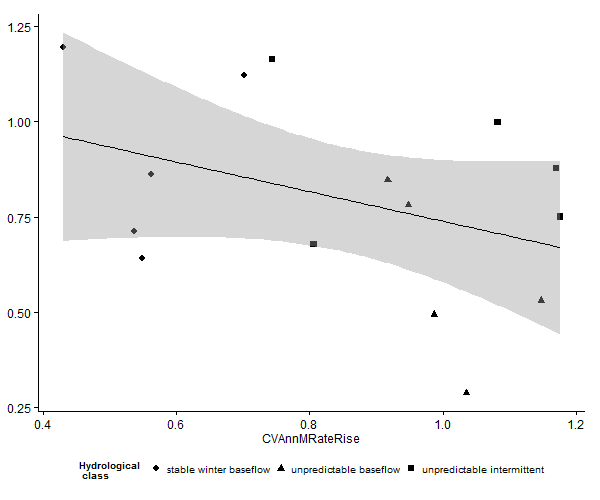 1.25
1.00
0.75
0.50
0.25
0.4 0.6 0.8 1.0 1.2
CVAnnMRateRise
Hydrological
class
stable winter baseflow unpredictable baseflow unpredictable intermittent